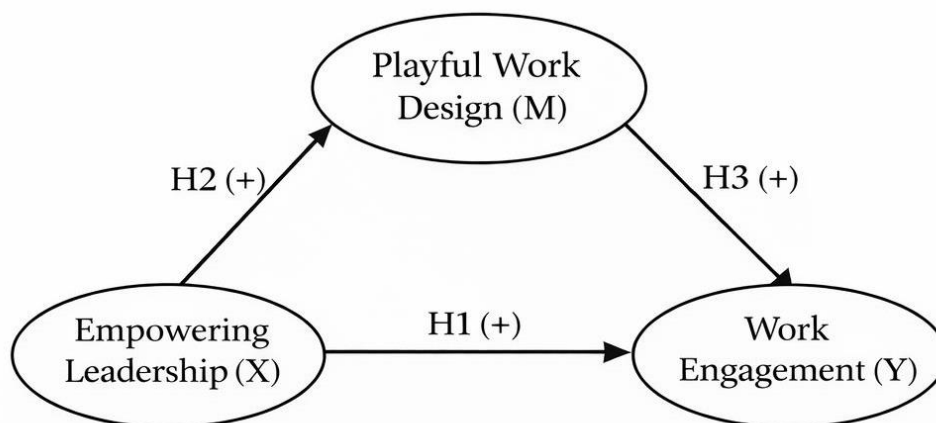 Playful Work
Design (M)
H2 (+)
H3 (+)
Empowering
Leadership (X)
H1 (+)
Work
Engagement (Y)